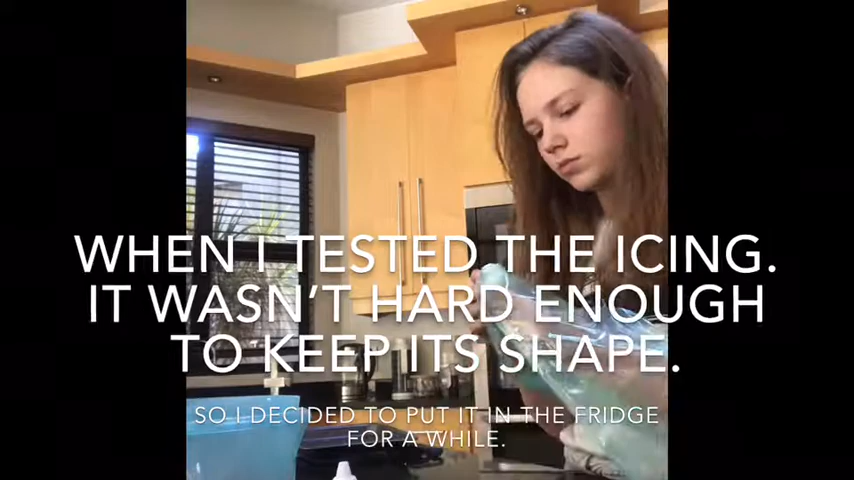 WHEN I TESTED THE ICING.
IT WASN'T HARD ENOUGH
TO KEEP ITS SHAPE.
SO I DECIDED TO PUT IT IN THE FRIDGE
FOR A WHILE.